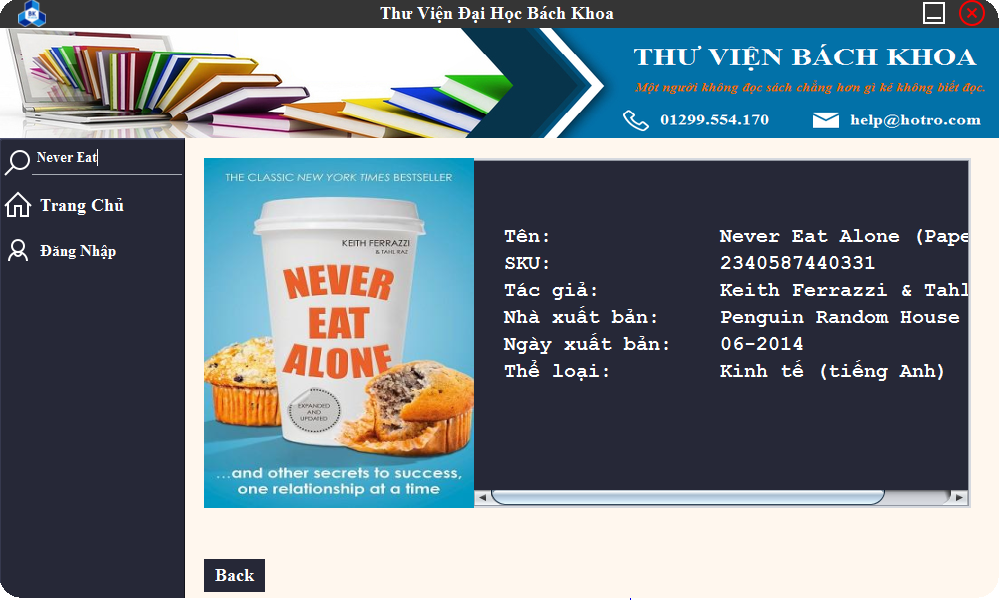 Thư Viện Đại Học Bách Khoa
BK
THƯ VIỆN BÁCH KHOA
Một người không đọc sách chẳng hơn gì kẻ không biết đọc.
01299.554.170
help@hotro.com
Never Eat
Trang Chủ
Đăng Nhập
THE CLASSIC NEW YORK TIMES BESTSELLER
KEITH FERRAZZI
& TAHL RAZ
NEVER
EAT
ALONE
EXPANDED
AND
UPDATED
...and other secrets to success,
one relationship at a time
Tên: Never Eat Alone (Pape
SKU: 2340587440331
Tác giả: Keith Ferrazzi & Tahl
Nhà xuất bản: Penguin Random House
Ngày xuất bản: 06-2014
Thể loại: Kinh tế (tiếng Anh)
Back